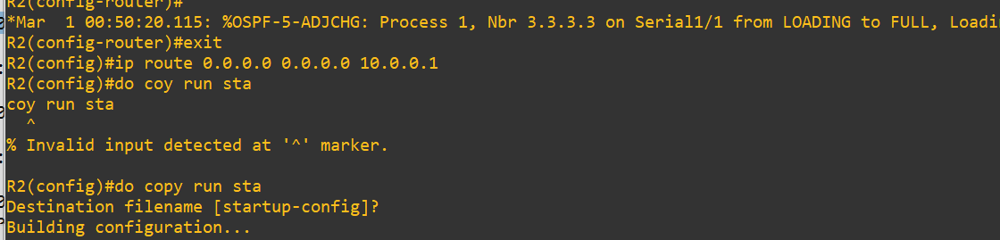 R2(config-router)#
*Mar  1 00:50:20.115: %OSPF-5-ADJCHG: Process 1, Nbr 3.3.3.3 on Serial1/1 from LOADING to FULL,
R2(config-router)#exit
R2(config)#ip route 0.0.0.0 0.0.0.0 10.0.0.1
R2(config)#do coy run sta
coy run sta
  ^
% Invalid input detected at '^' marker.
R2(config)#do copy run sta
Destination filename [startup-config]?
Building configuration...